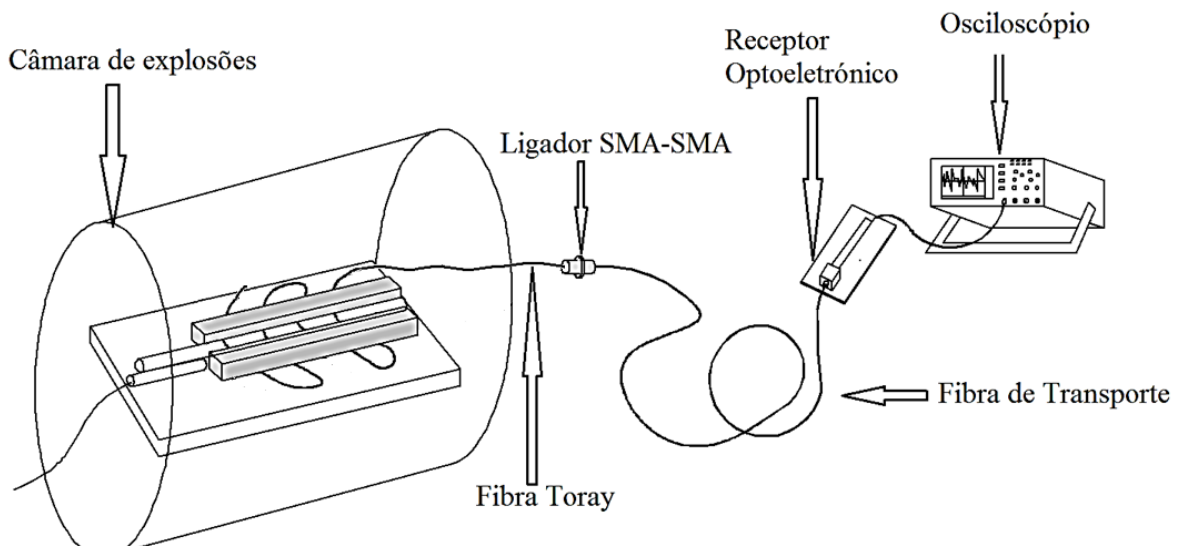 Câmara de explosões
Ligador SMA-SMA
Receptor
Optoeletrónico
Osciloscópio
Fibra de Transporte
Fibra Toray